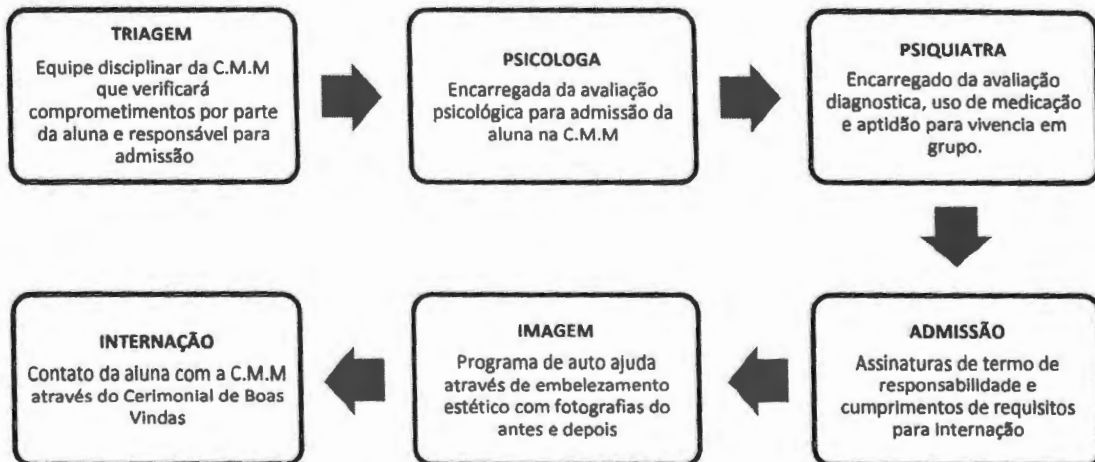 TRIAGEM
Equipe disciplinar da C.M.M
que verificará
comprometimentos por parte
da aluna e responsável para
admissão
PSICOLOGA
Encarregada da avaliação
psicológica para admissão da
aluna na C.M.M
PSIQUIATRA
Encarregado da avaliação
diagnostica, uso de medicação
e aptidão para vivencia em
grupo.
ADMISSÃO
Assinaturas de termo de
responsabilidade e
cumprimentos de requisitos
para Internação
IMAGEM
Programa de auto ajuda
através de embelezamento
estético com fotografias do
antes e depois
INTERNAÇÃO
Contato da aluna com a C.M.M
através do Cerimonial de Boas
Vindas